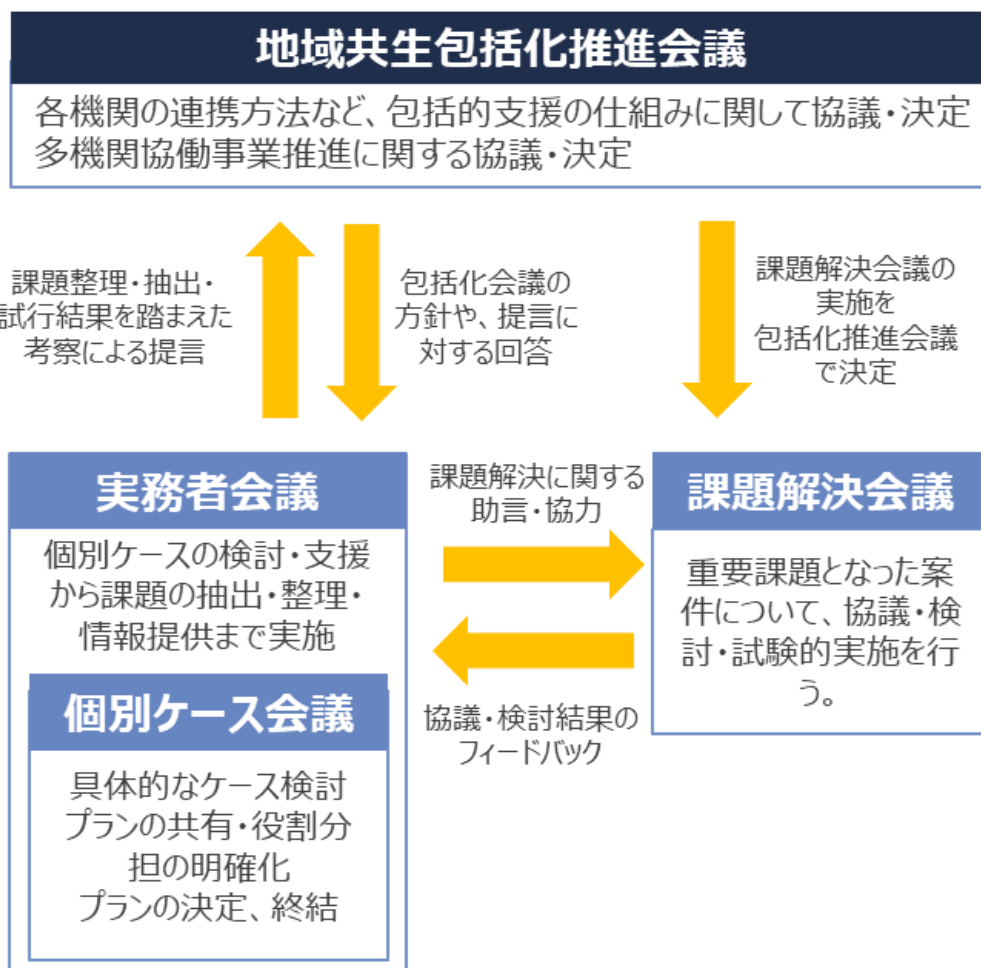 地域共生包括化推進会議
各機関の連携方法など、包括的支援の仕組みに関して協議・決定
多機関協働事業推進に関する協議・決定
課題整理・抽出・
試行結果を踏まえた
考察による提言
包括化会議の
方針や、提言に
対する回答
課題解決会議の
実施を
包括化推進会議
で決定
実務者会議
個別ケースの検討・支援
から課題の抽出・整理・
情報提供まで実施
個別ケース会議
具体的なケース検討
プランの共有・役割分
担の明確化
プランの決定、終結
課題解決に関する
助言・協力
協議・検討結果の
フィードバック
課題解決会議
重要課題となった案
件について、協議・検
討・試験的実施を行
う。